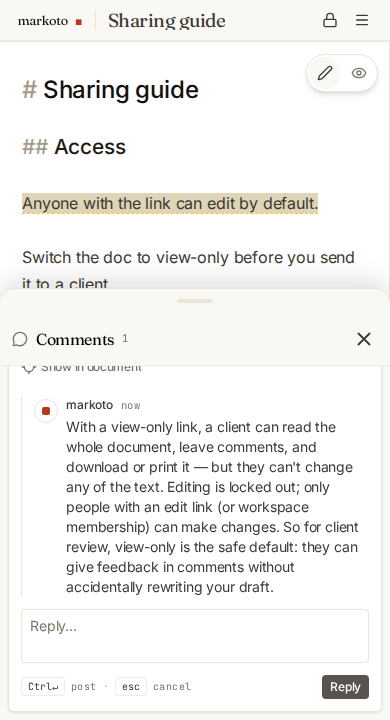 markoto
Sharing guide
# Sharing guide
## Access
Anyone with the link can edit by default.
Switch the doc to view-only before you send
it to a client
Comments 1
Show in document
markoto now
With a view-only link, a client can read the
whole document, leave comments, and
download or print it — but they can't change
any of the text. Editing is locked out; only
people with an edit link (or workspace
membership) can make changes. So for client
review, view-only is the safe default: they can
give feedback in comments without
accidentally rewriting your draft.
Reply...
Ctrl↵ post · esc cancel
Reply